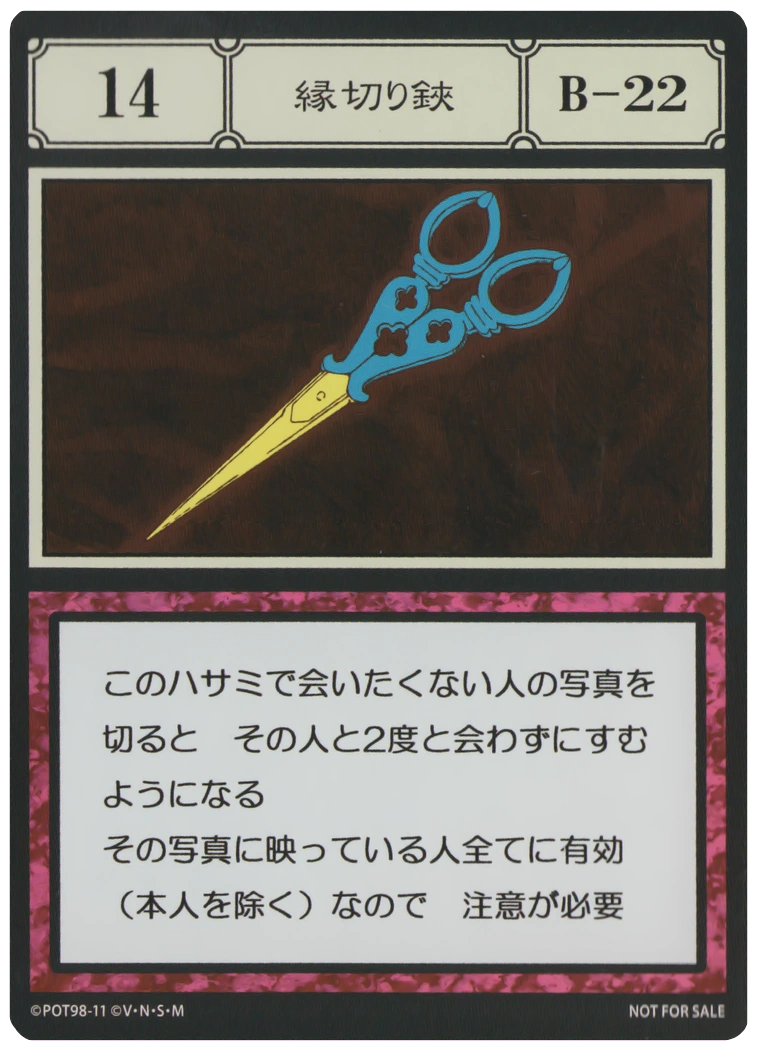 14
縁切り鋏
B-22
このハサミで会いたくない人の写真を
切ると　その人と2度と会わずにすむ
ようになる
その写真に映っている人全てに有効
（本人を除く）なので　注意が必要
©POT98-11 ©V・N・S・M
NOT FOR SALE